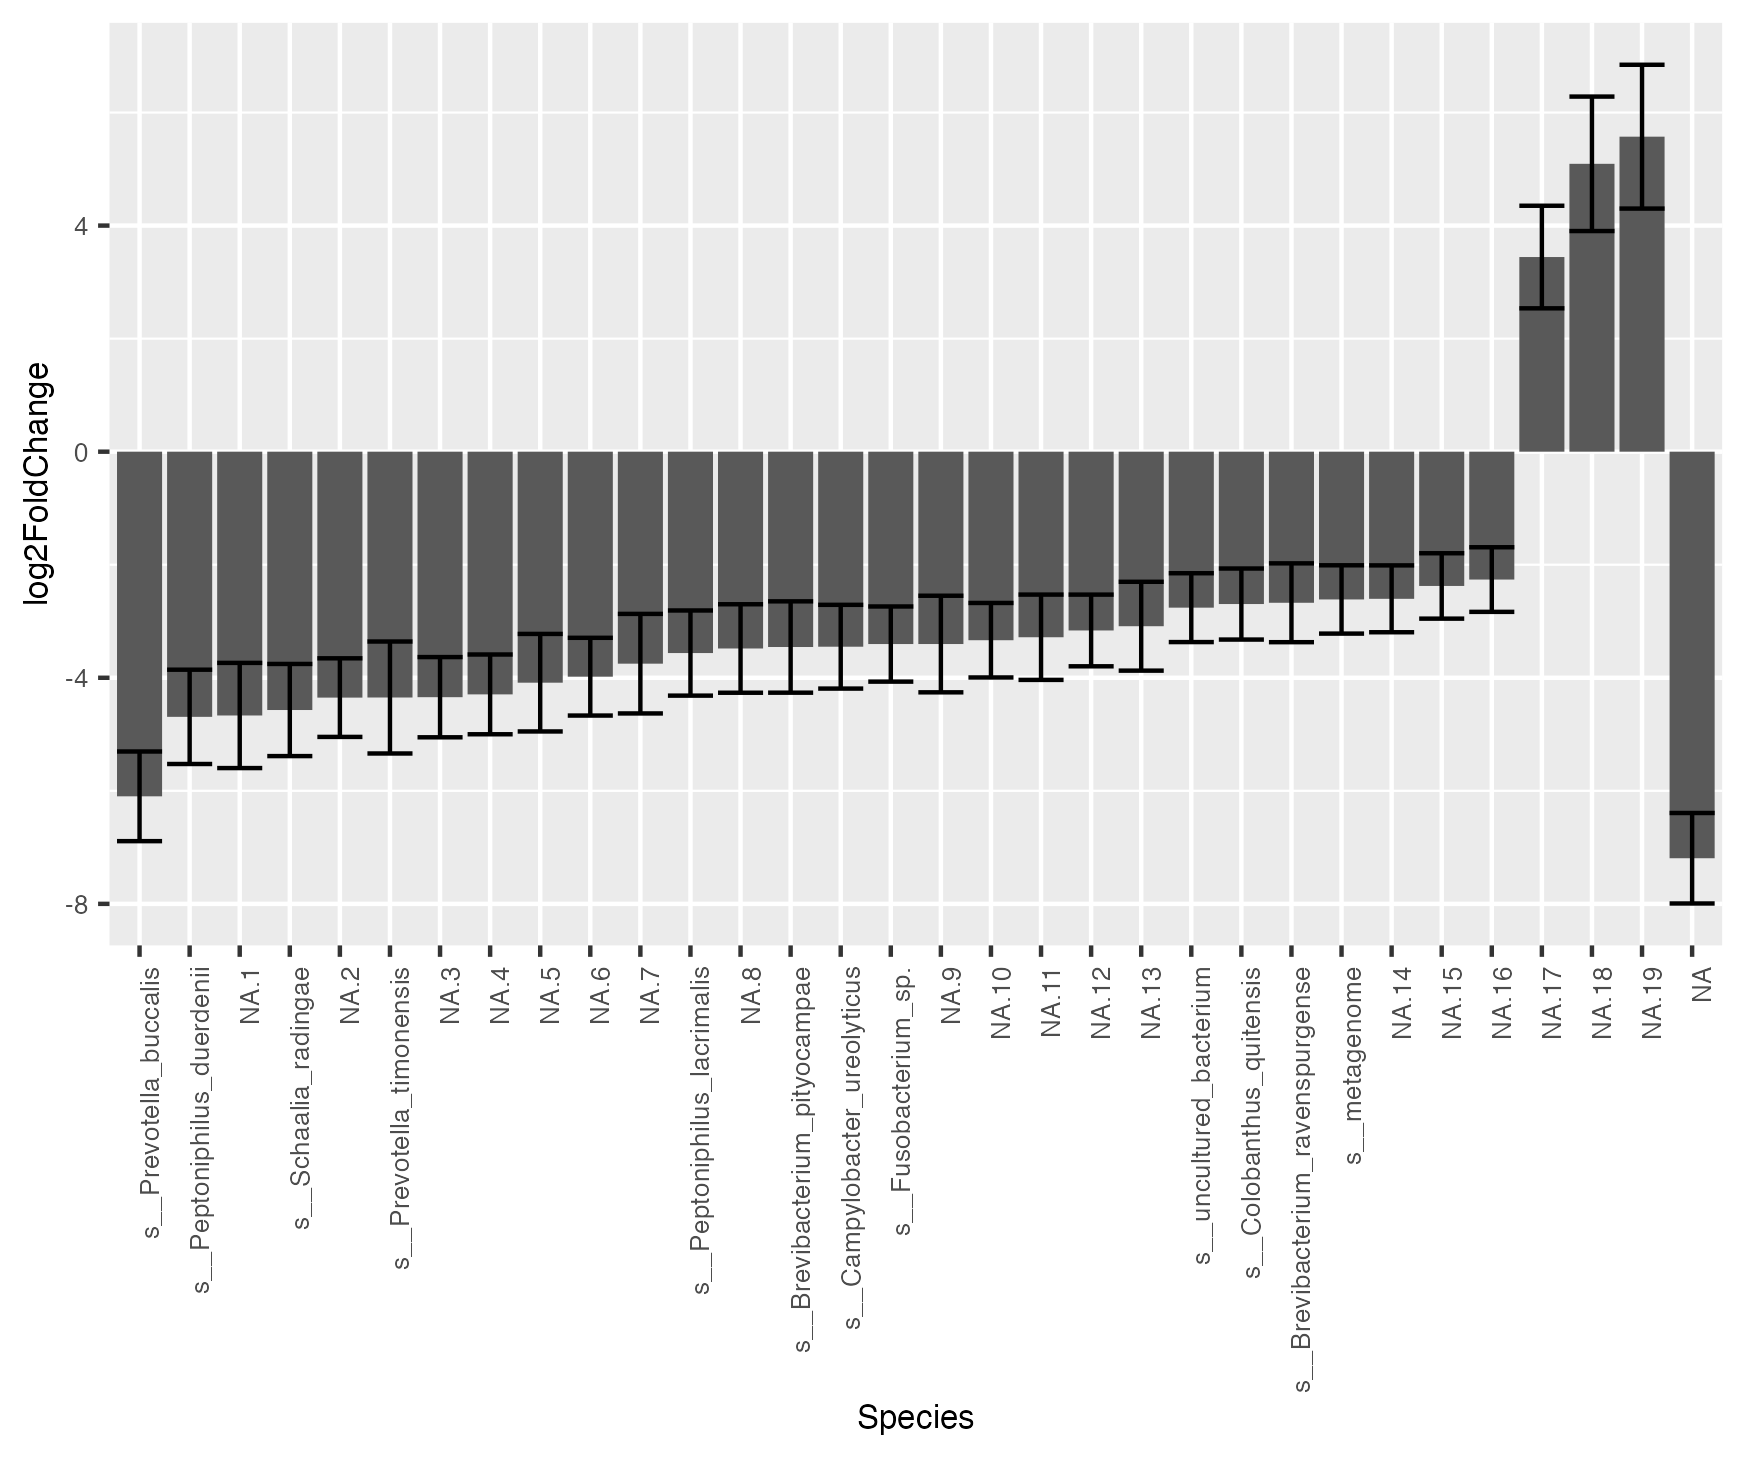 log2FoldChange
4
0
-4
-8
s__Prevotella_buccalis
s__Peptoniphilus_duerdenii
NA.1
s__Schaalia_radingae
NA.2
s__Prevotella_timonensis
NA.3
NA.4
NA.5
NA.6
NA.7
s__Peptoniphilus_lacrimalis
NA.8
s__Brevibacterium_pityocampae
s__Campylobacter_ureolyticus
s__Fusobacterium_sp.
NA.9
NA.10
NA.11
NA.12
NA.13
s__uncultured_bacterium
s__Colobanthus_quitensis
s__Brevibacterium_ravenspurgense
s__metagenome
NA.14
NA.15
NA.16
NA.17
NA.18
NA.19
NA
Species